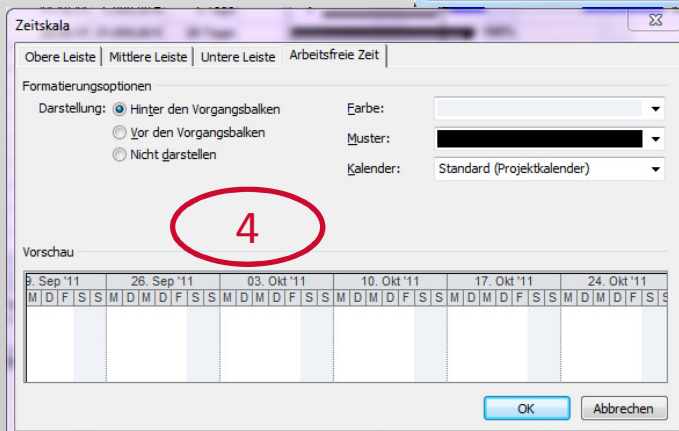 Zeitskala
Obere Leiste Mittlere Leiste Untere Leiste Arbeitsfreie Zeit
Formatierungsoptionen
Darstellung: Hinter den Vorgangsbalken Farbe:
Vor den Vorgangsbalken Muster:
Nicht darstellen
Kalender: Standard (Projektkalender)
4
Vorschau
9. Sep '11 26. Sep '11 03. Okt '11 10. Okt '11 17. Okt '11 24. Okt '11
M D F S S M D M D F S S M D M D F S S M D M D F S S M D M D F S S M D M D F S S
OK Abbrechen